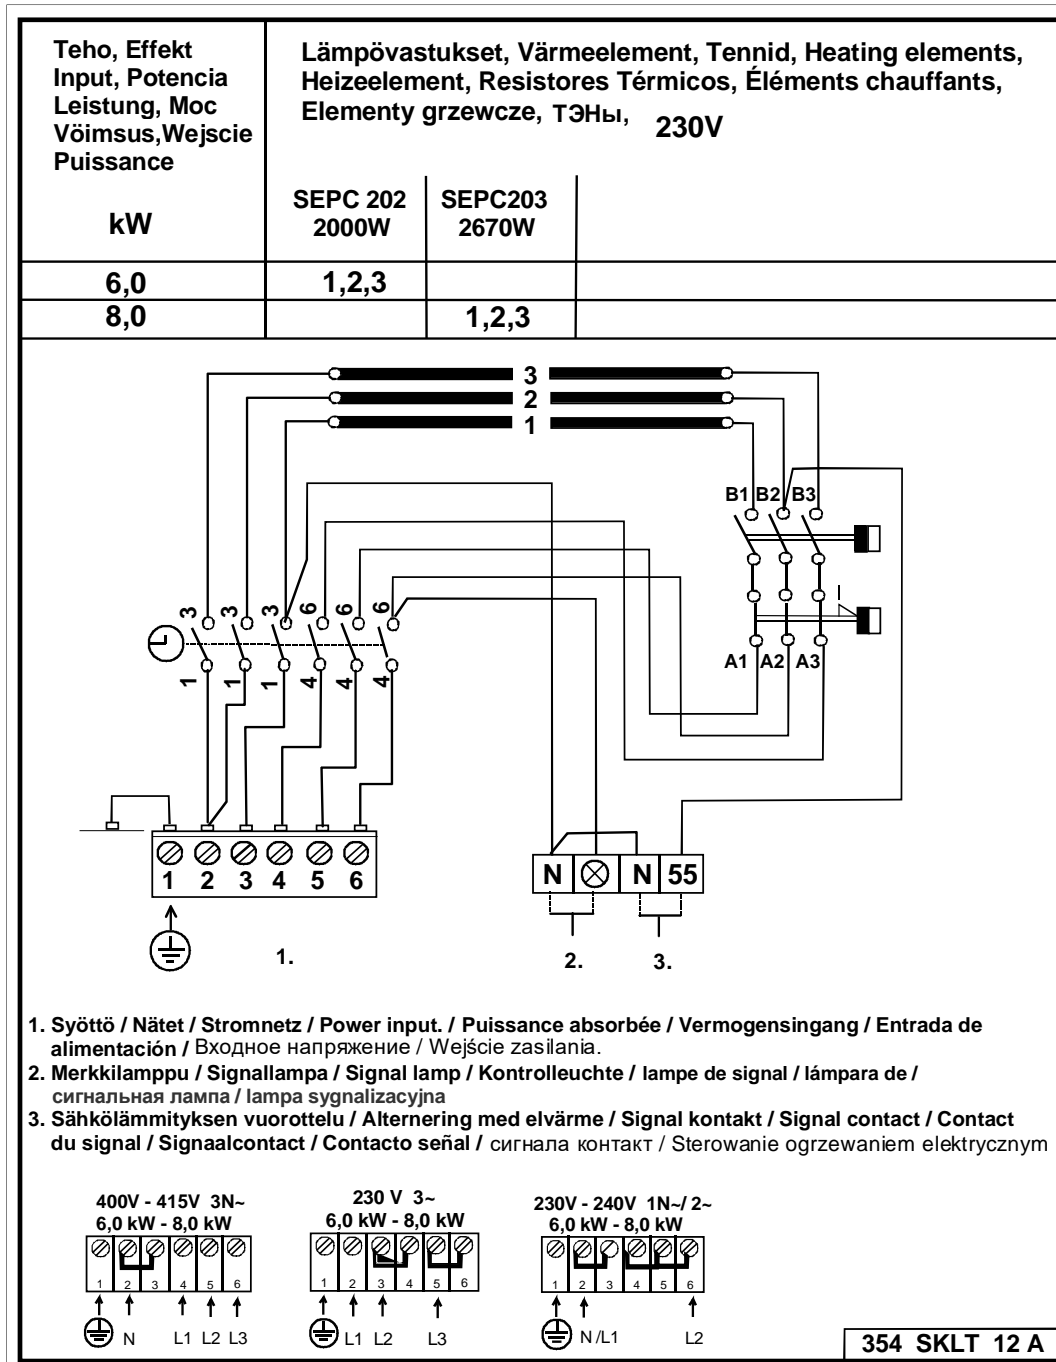 Teho, Effekt
Input, Potencia
Leistung, Moc
Vöimsus,Wejscie
Puissance
kW
Lämpövastukset, Värmeelement, Tennid, Heating elements,
Heizeelement, Resistores Térmicos, Éléments chauffants,
Elementy grzewcze, ТЭНы, 230V
SEPC 202 SEPC203
2000W 2670W
6,0 1,2,3
8,0 1,2,3
3
2
1
B1 B2 B3
3 3 3 6 6 6
1 1 1 4 4 4
A1 A2 A3
1 2 3 4 5 6
N N 55
1. 2. 3.
1. Syöttö / Nätet / Stromnetz / Power input. / Puissance absorbée / Vermogensingang / Entrada de
alimentación / Входное напряжение / Wejście zasilania.
2. Merkkilamppu / Signallampa / Signal lamp / Kontrolleuchte / lampe de signal / lámpara de /
сигнальная лампа / lampa sygnalizacyjna
3. Sähkölämmityksen vuorottelu / Alternering med elvärme / Signal kontakt / Signal contact / Contact
du signal / Signaalcontact / Contacto señal / сигнала контакт / Sterowanie ogrzewaniem elektrycznym
400V - 415V 3N~
6,0 kW - 8,0 kW
1 2 3 4 5 6
N L1 L2 L3
230 V 3~
6,0 kW - 8,0 kW
1 2 3 4 5 6
L1 L2 L3
230V - 240V 1N~/ 2~
6,0 kW - 8,0 kW
1 2 3 4 5 6
N /L1 L2
354 SKLT 12 A